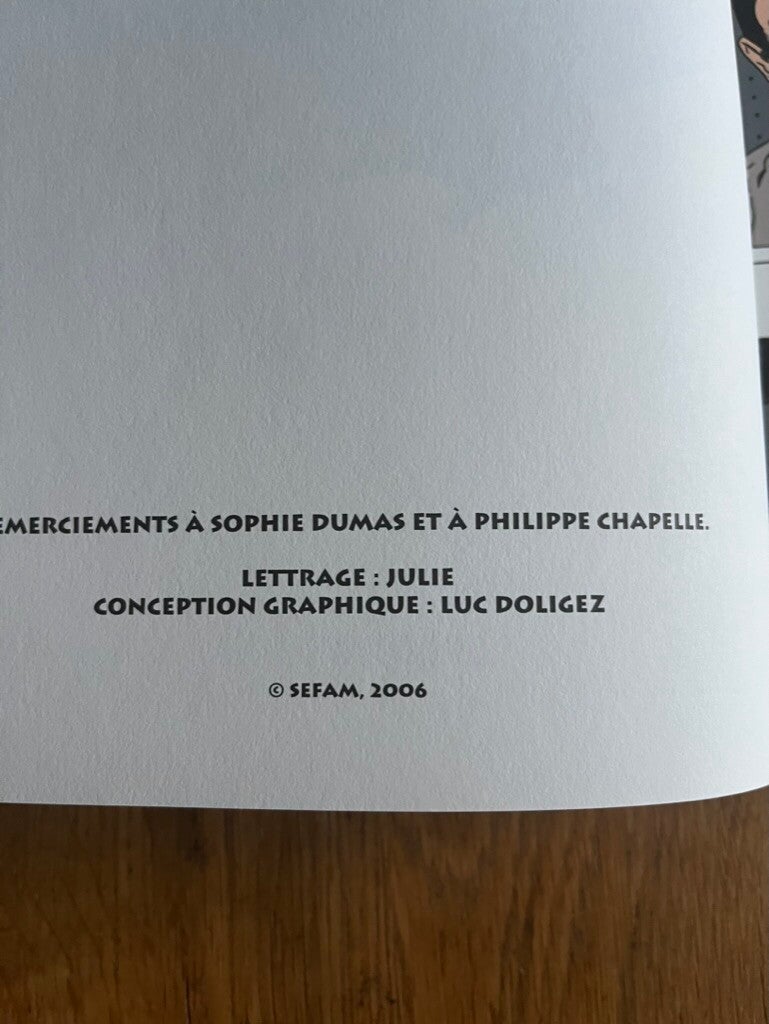 EMERCIEMENTS À SOPHIE DUMAS ET À PHILIPPE CHAPELLE.
LETTRAGE : JULIE
CONCEPTION GRAPHIQUE : LUC DOLIGEZ
© SEFAM, 2006